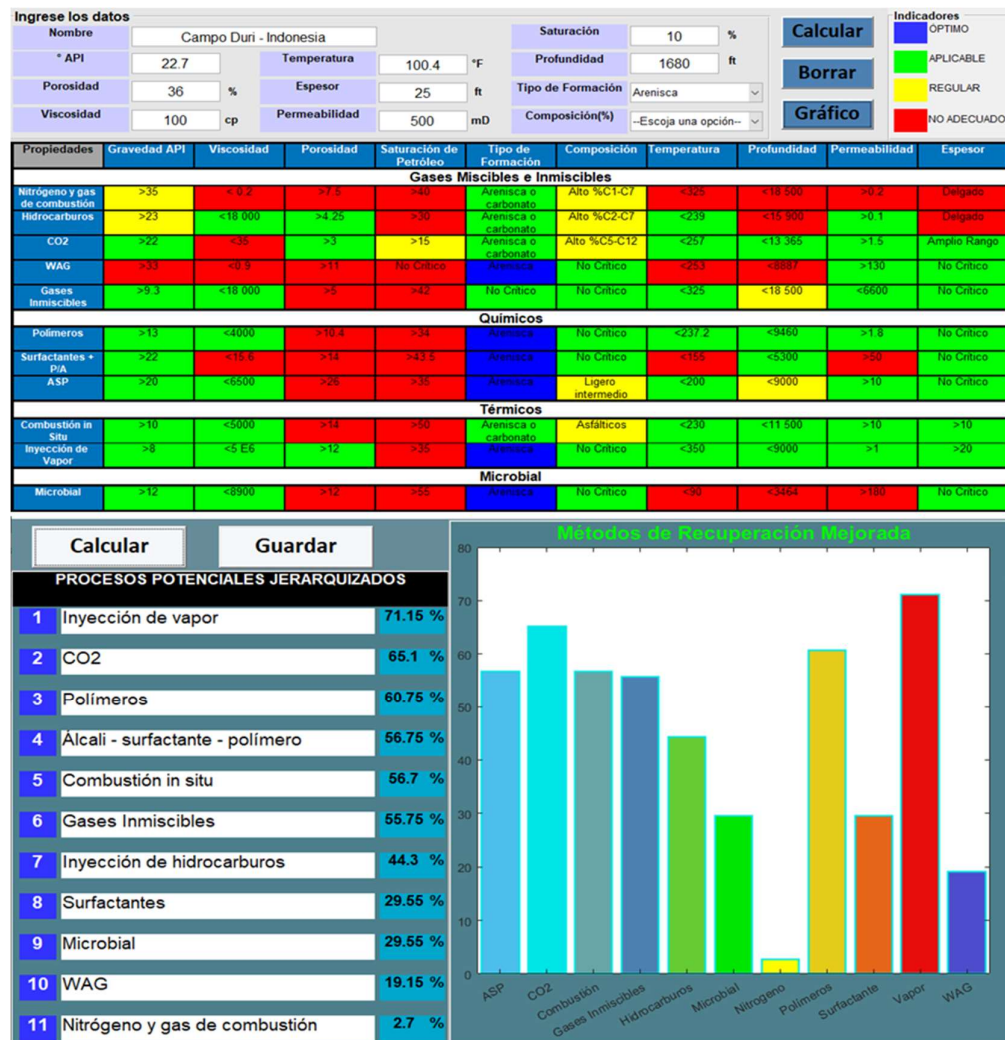 Ingrese los datos
Nombre Campo Duri - Indonesia Saturación 10 % Calcular
° API 22.7 Temperatura 100.4 °F Profundidad 1680 ft Borrar
Porosidad 36 % Espesor 25 ft Tipo de Formación Arenisca
Viscosidad 100 cp Permeabilidad 500 mD Composición(%) --Escoja una opción-- Gráfico
Indicadores
ÓPTIMO
APLICABLE
REGULAR
NO ADECUADO
Propiedades Gravedad API Viscosidad Porosidad Saturación de Petróleo Tipo de Formación Composición Temperatura Profundidad Permeabilidad Espesor
Gases Miscibles e Inmiscibles
Nitrógeno y gas de combustión >35 < 0.2 >7.5 >40 Arenisca o carbonato Alto %C1-C7 <325 <18 500 >0.2 Delgado
Hidrocarburos >23 <18 000 >4.25 >30 Arenisca o carbonato Alto %C2-C7 <239 <15 900 >0.1 Delgado
CO2 >22 <35 >3 >15 Arenisca o carbonato Alto %C5-C12 <257 <13 365 >1.5 Amplio Rango
WAG >33 <0.9 >11 No Crítico Arenisca No Crítico <253 <8887 >130 No Crítico
Gases Inmiscibles >9.3 <18 000 >5 >42 No Crítico No Crítico <325 <18 500 <6600 No Crítico
Químicos
Polimeros >13 <4000 >10.4 >34 Arenisca No Crítico <237.2 <9460 >1.8 No Crítico
Surfactantes + P/A >22 <15.6 >14 >43.5 Arenisca No Crítico <155 <5300 >50 No Crítico
ASP >20 <6500 >26 >35 Arenisca Ligero intermedio <200 <9000 >10 No Crítico
Térmicos
Combustión in Situ >10 <5000 >14 >50 Arenisca o carbonato Asfálticos <230 <11 500 >10 >10
Inyección de Vapor >8 <5 E6 >12 >35 Arenisca No Crítico <350 <9000 >1 >20
Microbial
Microbial >12 <8900 >12 >55 Arenisca No Crítico <90 <3464 >180 No Crítico
Calcular Guardar
PROCESOS POTENCIALES JERARQUIZADOS
1 Inyección de vapor 71.15 %
2 CO2 65.1 %
3 Polímeros 60.75 %
4 Álcali - surfactante - polímero 56.75 %
5 Combustión in situ 56.7 %
6 Gases Inmiscibles 55.75 %
7 Inyección de hidrocarburos 44.3 %
8 Surfactantes 29.55 %
9 Microbial 29.55 %
10 WAG 19.15 %
11 Nitrógeno y gas de combustión 2.7 %
Métodos de Recuperación Mejorada
80
70
60
50
40
30
20
10
0
ASP CO2 Combustión Gases Inmiscibles Hidrocarburos Microbial Nitrogeno Polímeros Surfactante Vapor WAG